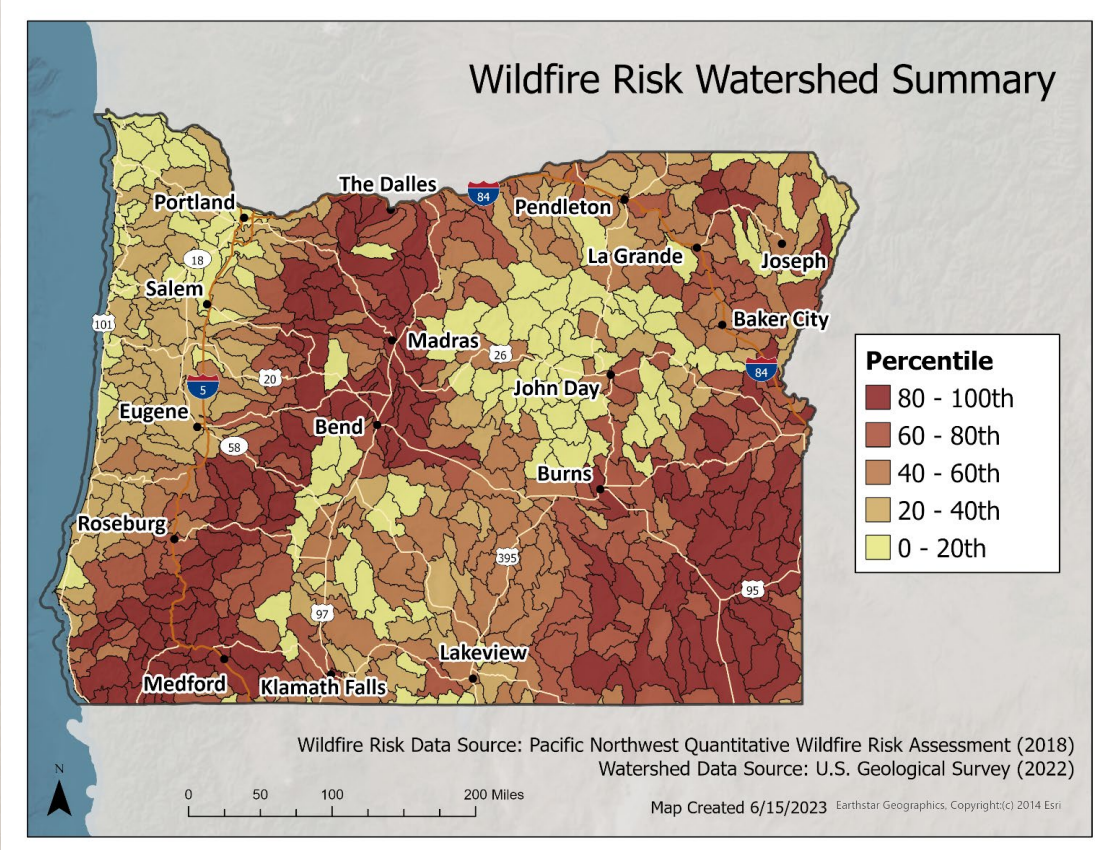 Wildfire Risk Watershed Summary
The Dalles
84
Portland
Pendleton
18
La Grande
Joseph
Salem
101
Baker City
Madras
26
84
20
5
John Day
Eugene
Bend
58
Burns
Roseburg
395
95
97
Lakeview
Medford
Klamath Falls
Percentile
80 - 100th
60 - 80th
40 - 60th
20 - 40th
0 - 20th
Wildfire Risk Data Source: Pacific Northwest Quantitative Wildfire Risk Assessment (2018)
Watershed Data Source: U.S. Geological Survey (2022)
N
0 50 100 200 Miles
Map Created 6/15/2023 Earthstar Geographics, Copyright:(c) 2014 Esri